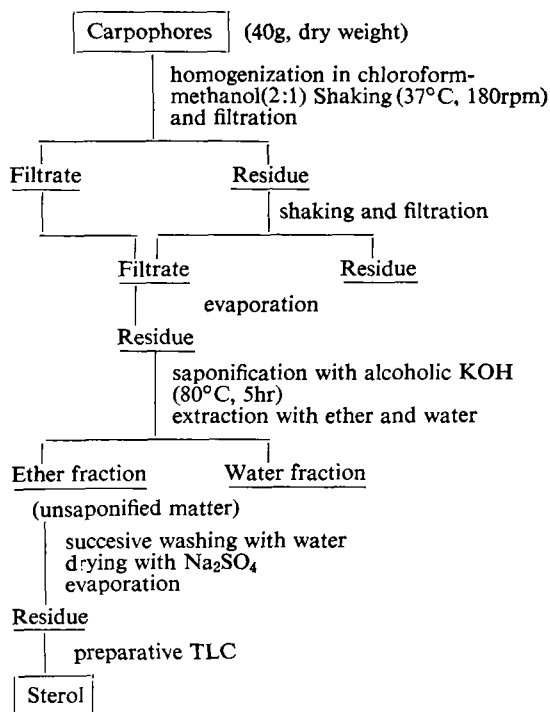 Carpophores (40g, dry weight)
homogenization in chloroform-
methanol(2:1) Shaking (37°C, 180rpm)
and filtration
Filtrate Residue
shaking and filtration
Filtrate Residue
evaporation
Residue
saponification with alcoholic KOH
(80°C, 5hr)
extraction with ether and water
Ether fraction Water fraction
(unsaponified matter)
succesive washing with water
drying with Na₂SO₄
evaporation
Residue
preparative TLC
Sterol